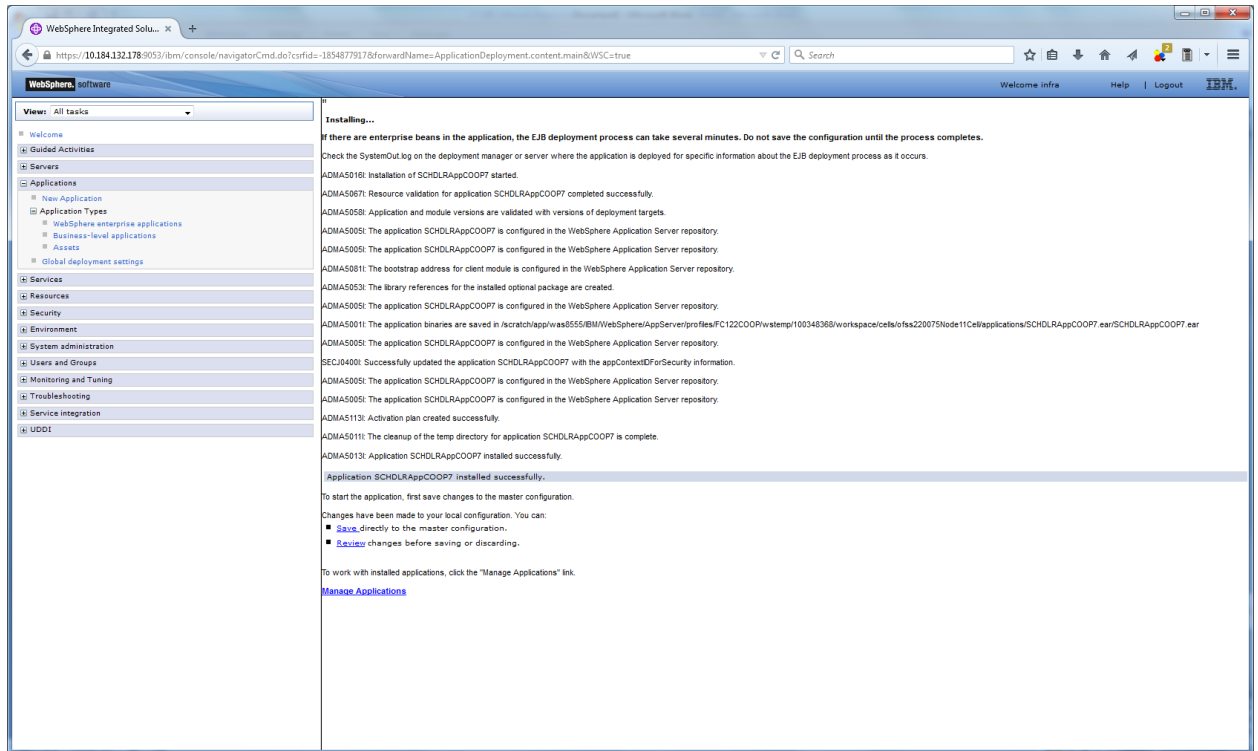 WebSphere Integrated Solu...
https://10.184.132.178:9053/ibm/console/navigatorCmd.do?csrfid=-1854877917&forwardName=ApplicationDeployment.content.main&WSC=true
Search
2
WebSphere. software
Welcome infra
Help | Logout
IBM.
View: All tasks
Welcome
Guided Activities
Servers
Applications
New Application
Application Types
WebSphere enterprise applications
Business-level applications
Assets
Global deployment settings
Services
Resources
Security
Environment
System administration
Users and Groups
Monitoring and Tuning
Troubleshooting
Service integration
UDDI
"
Installing...
If there are enterprise beans in the application, the EJB deployment process can take several minutes. Do not save the configuration until the process completes.
Check the SystemOut.log on the deployment manager or server where the application is deployed for specific information about the EJB deployment process as it occurs.
ADMA5016I: Installation of SCHDLRAppCOOP7 started.
ADMA5067I: Resource validation for application SCHDLRAppCOOP7 completed successfully.
ADMA5058I: Application and module versions are validated with versions of deployment targets.
ADMA5005I: The application SCHDLRAppCOOP7 is configured in the WebSphere Application Server repository.
ADMA5005I: The application SCHDLRAppCOOP7 is configured in the WebSphere Application Server repository.
ADMA5081I: The bootstrap address for client module is configured in the WebSphere Application Server repository.
ADMA5053I: The library references for the installed optional package are created.
ADMA5005I: The application SCHDLRAppCOOP7 is configured in the WebSphere Application Server repository.
ADMA5001I: The application binaries are saved in /scratch/app/was8555/IBM/WebSphere/AppServer/profiles/FC122COOP/wstemp/100348368/workspace/cells/ofss220075Node11Cell/applications/SCHDLRAppCOOP7.ear/SCHDLRAppCOOP7.ear
ADMA5005I: The application SCHDLRAppCOOP7 is configured in the WebSphere Application Server repository.
SECJ0400I: Successfully updated the application SCHDLRAppCOOP7 with the appContextIDForSecurity information.
ADMA5005I: The application SCHDLRAppCOOP7 is configured in the WebSphere Application Server repository.
ADMA5005I: The application SCHDLRAppCOOP7 is configured in the WebSphere Application Server repository.
ADMA5113I: Activation plan created successfully.
ADMA5011I: The cleanup of the temp directory for application SCHDLRAppCOOP7 is complete.
ADMA5013I: Application SCHDLRAppCOOP7 installed successfully.
Application SCHDLRAppCOOP7 installed successfully.
To start the application, first save changes to the master configuration.
Changes have been made to your local configuration. You can:
Save directly to the master configuration.
Review changes before saving or discarding.
To work with installed applications, click the "Manage Applications" link.
Manage Applications